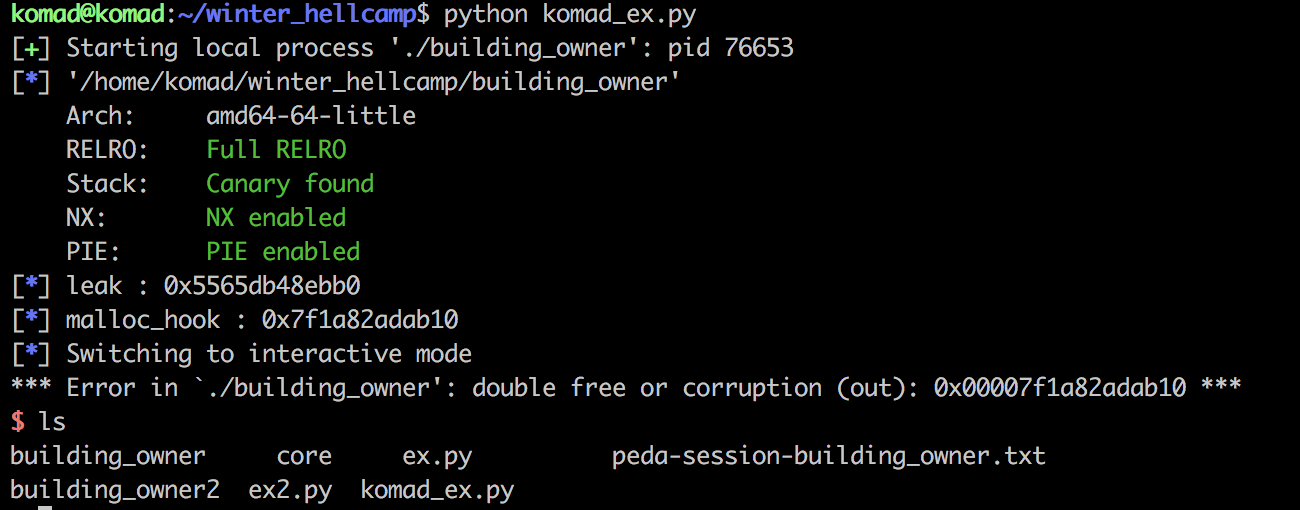 komad@komad:~/winter_hellcamp$ python komad_ex.py
[+] Starting local process './building_owner': pid 76653
[*] '/home/komad/winter_hellcamp/building_owner'
    Arch:     amd64-64-little
    RELRO:    Full RELRO
    Stack:    Canary found
    NX:       NX enabled
    PIE:      PIE enabled
[*] leak : 0x5565db48ebb0
[*] malloc_hook : 0x7f1a82adab10
[*] Switching to interactive mode
*** Error in `./building_owner': double free or corruption (out): 0x00007f1a82adab10 ***
$ ls
building_owner     core     ex.py        peda-session-building_owner.txt
building_owner2  ex2.py  komad_ex.py